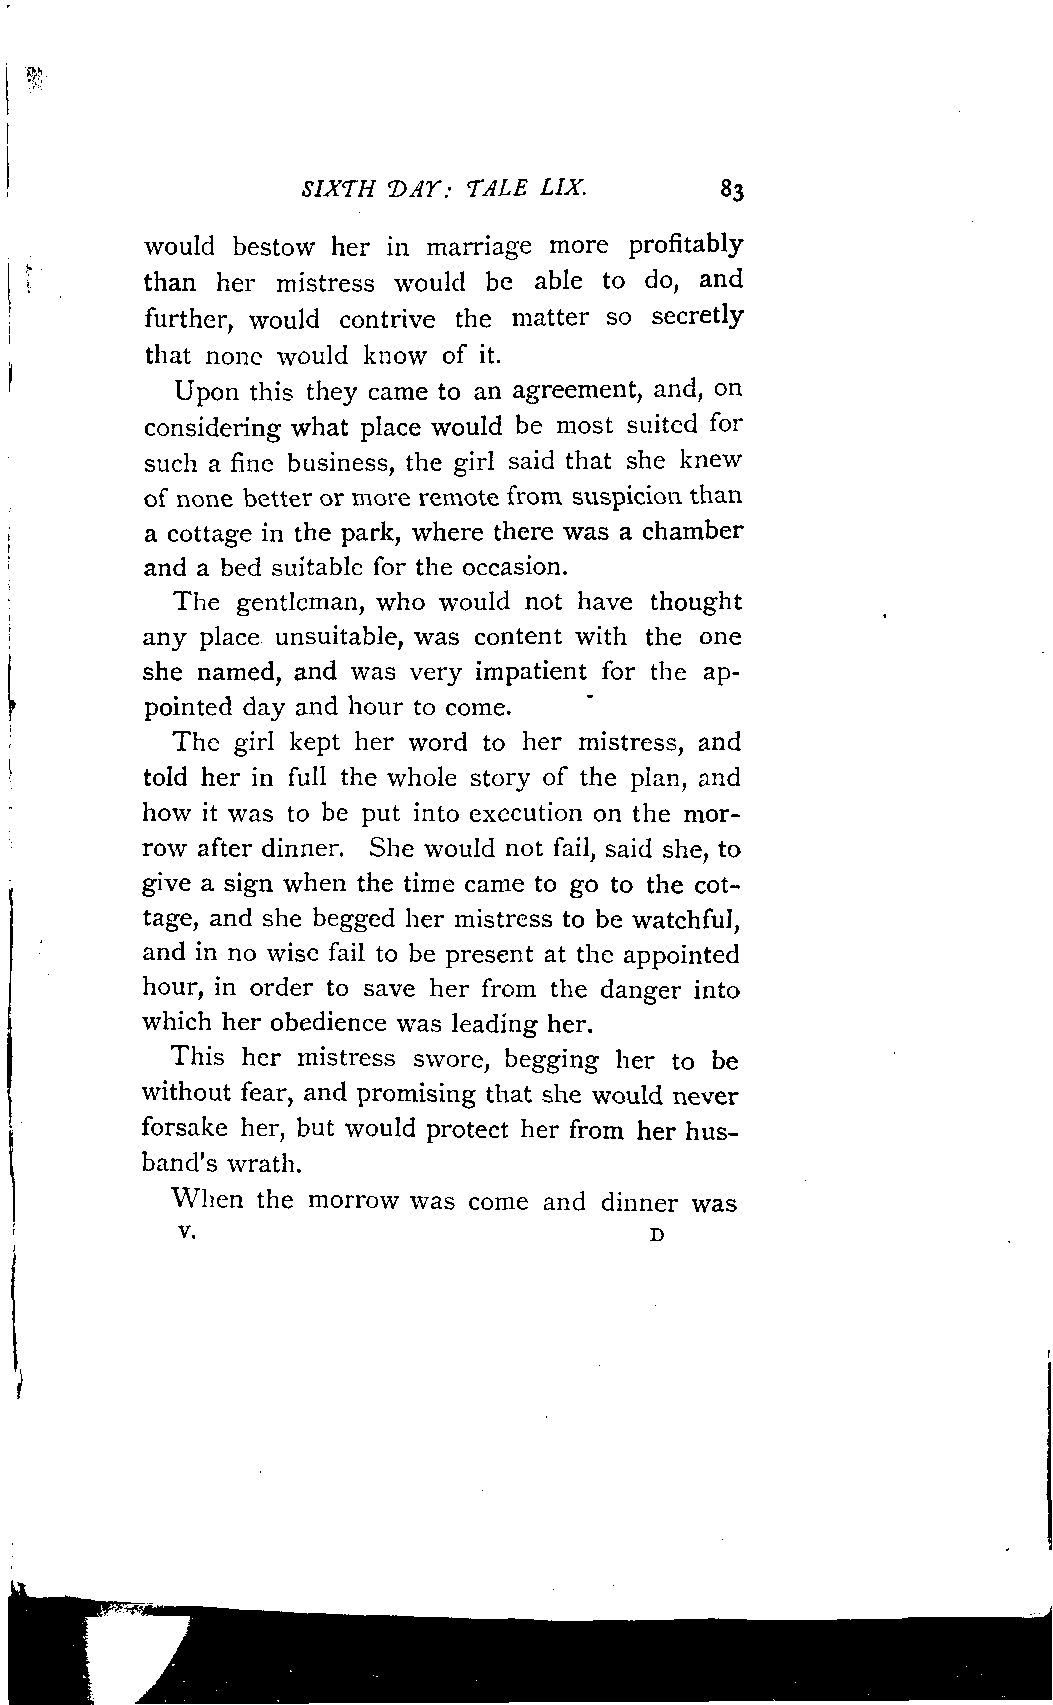 SIXTH DAY: TALE LIX. 83
would bestow her in marriage more profitably
than her mistress would be able to do, and
further, would contrive the matter so secretly
that none would know of it.
Upon this they came to an agreement, and, on
considering what place would be most suited for
such a fine business, the girl said that she knew
of none better or more remote from suspicion than
a cottage in the park, where there was a chamber
and a bed suitable for the occasion.
The gentleman, who would not have thought
any place unsuitable, was content with the one
she named, and was very impatient for the ap-
pointed day and hour to come.
The girl kept her word to her mistress, and
told her in full the whole story of the plan, and
how it was to be put into execution on the mor-
row after dinner. She would not fail, said she, to
give a sign when the time came to go to the cot-
tage, and she begged her mistress to be watchful,
and in no wise fail to be present at the appointed
hour, in order to save her from the danger into
which her obedience was leading her.
This her mistress swore, begging her to be
without fear, and promising that she would never
forsake her, but would protect her from her hus-
band's wrath.
When the morrow was come and dinner was
V. D